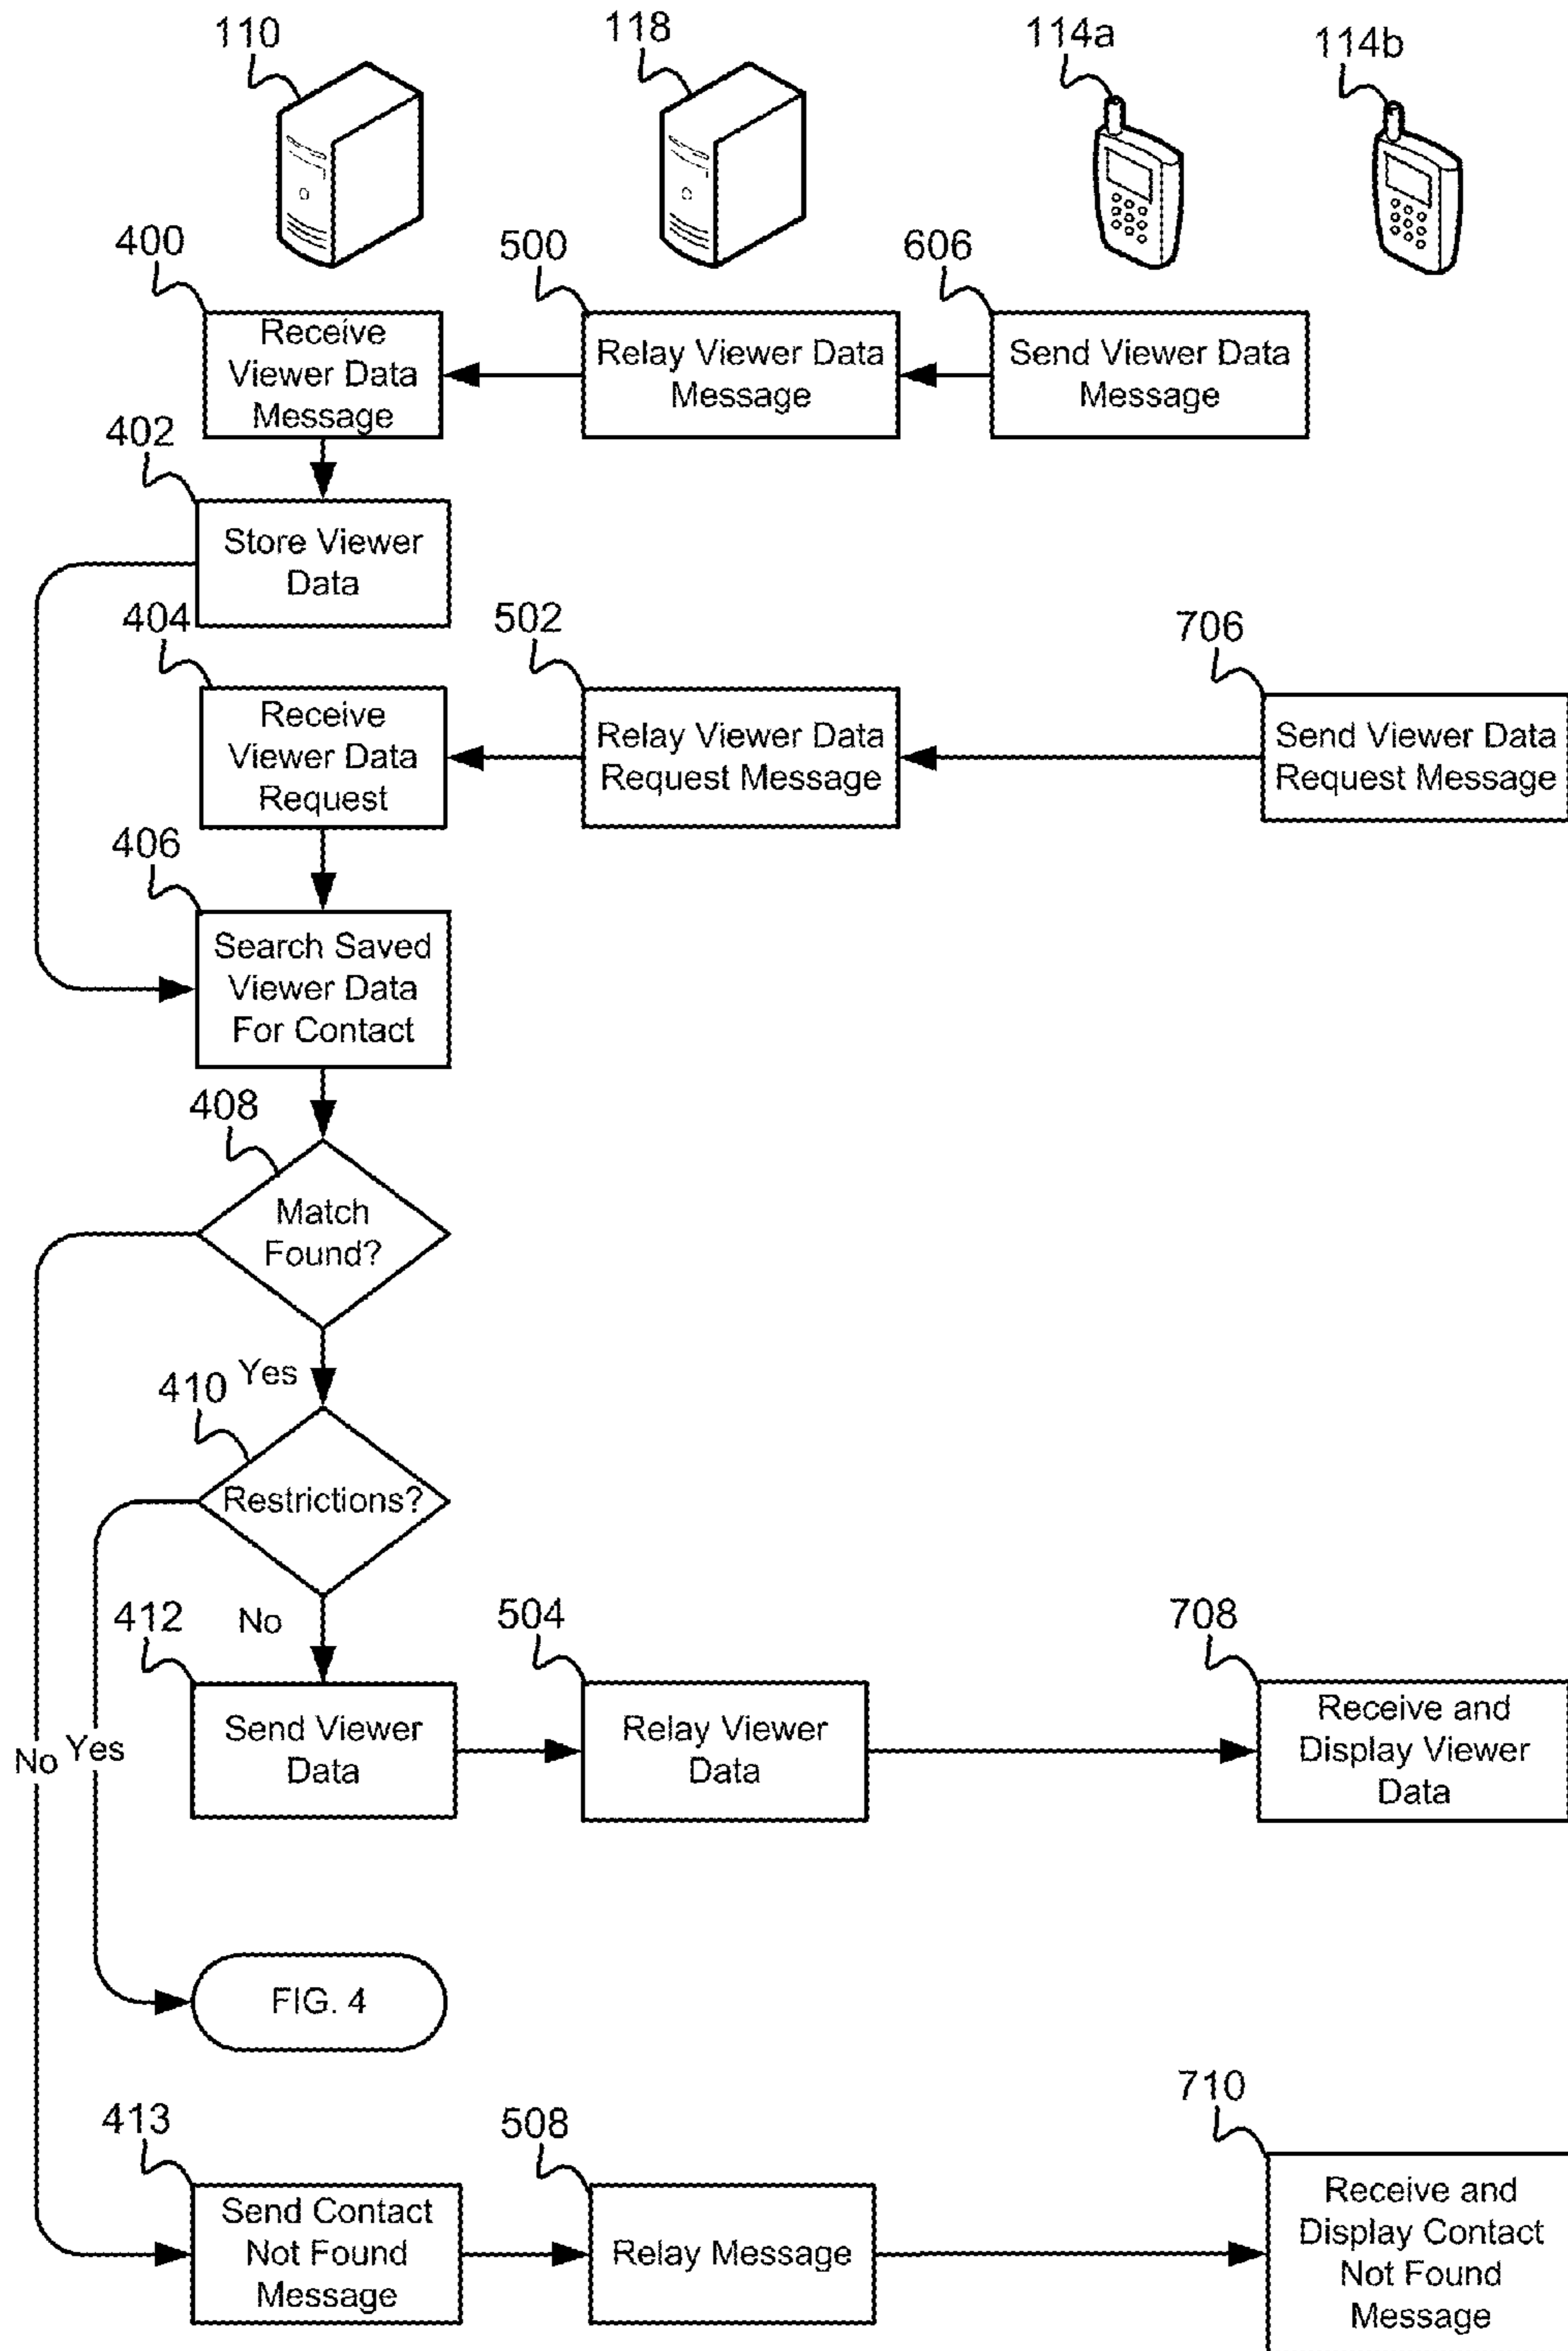 110
118
114a
114b
400
500
606
Receive
Viewer Data
Message
Relay Viewer Data
Message
Send Viewer Data
Message
402
Store Viewer
Data
404
502
706
Receive
Viewer Data
Request
Relay Viewer Data
Request Message
Send Viewer Data
Request Message
406
Search Saved
Viewer Data
For Contact
408
Match
Found?
Yes
410
Restrictions?
No
412
504
708
Send Viewer
Data
Relay Viewer
Data
Receive and
Display Viewer
Data
No
Yes
FIG. 4
413
508
710
Send Contact
Not Found
Message
Relay Message
Receive and
Display Contact
Not Found
Message